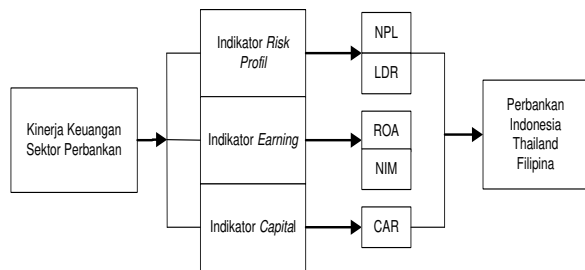 Kinerja Keuangan
Sektor Perbankan
Indikator Risk
Profil
Indikator Earning
Indikator Capital
NPL
LDR
ROA
NIM
CAR
Perbankan
Indonesia
Thailand
Filipina